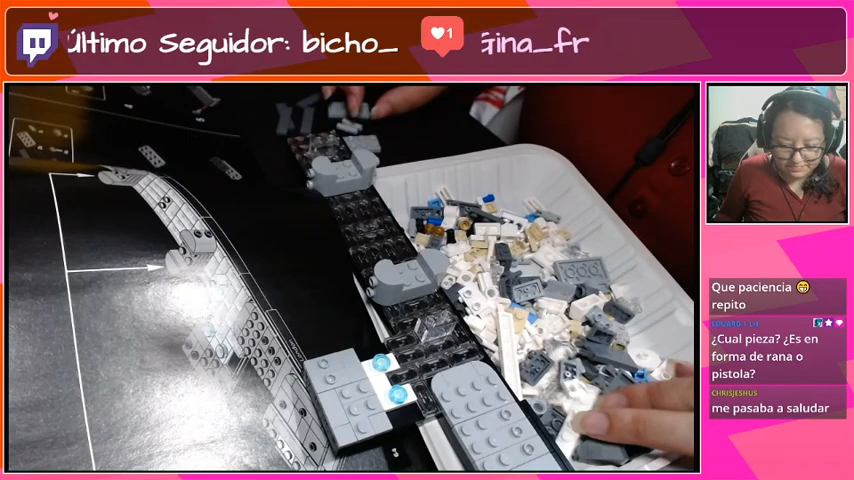 Último Seguidor: bicho_ Gina_fr
1
Que paciencia
repito
¿Cual pieza? ¿Es en
forma de rana o
pistola?
CHRISJESHUS
me pasaba a saludar